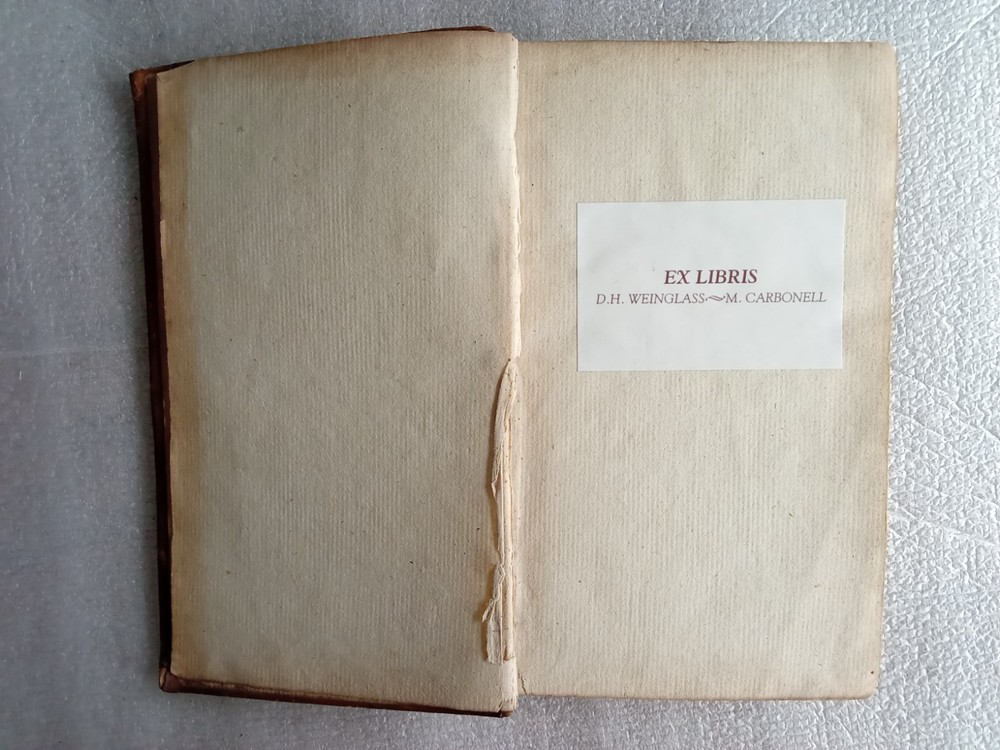 EX LIBRIS
D.H. WEINGLASS~M. CARBONELL